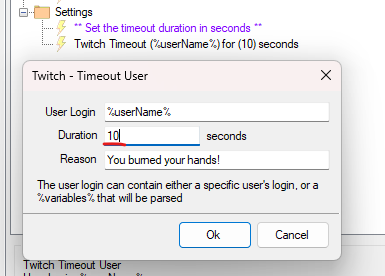 Settings
** Set the timeout duration in seconds **
Twitch Timeout (%userName%) for (10) seconds
Twitch - Timeout User
User Login %userName%
Duration 10 seconds
Reason You burned your hands!
The user login can contain either a specific user's login, or a
%variables% that will be parsed
Ok Cancel
Twitch Timeout User